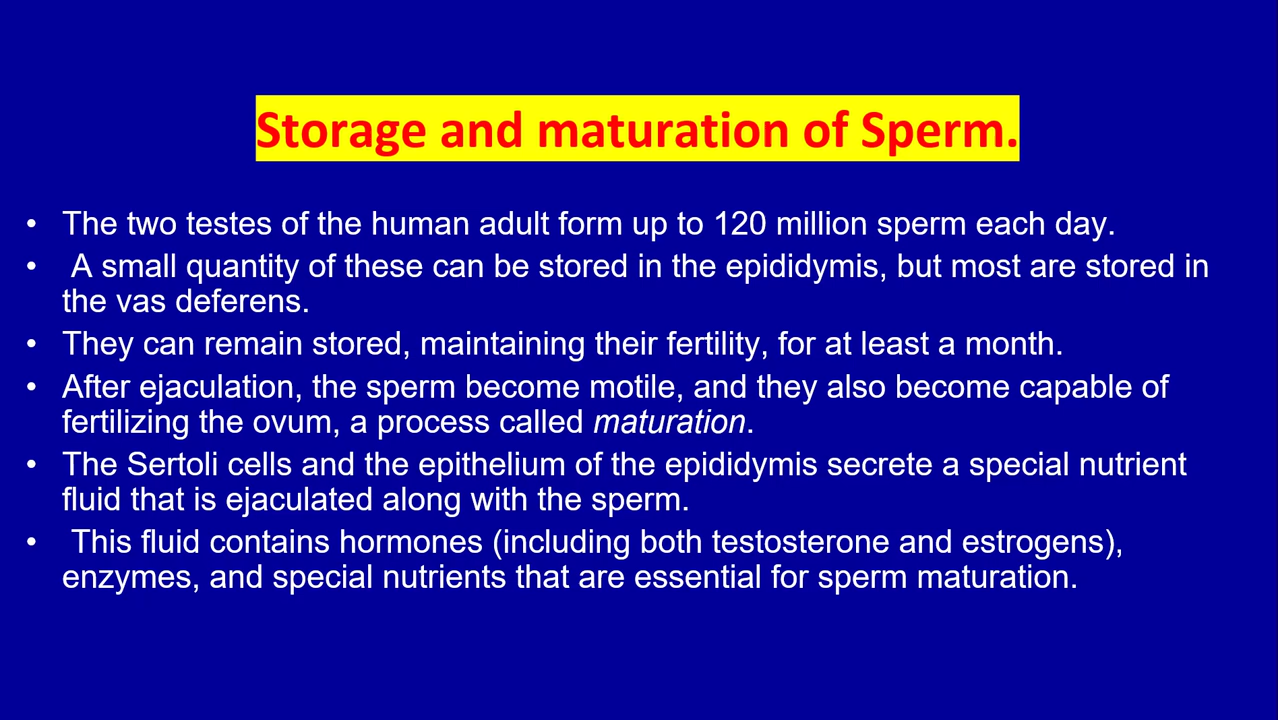 Storage and maturation of Sperm.
• The two testes of the human adult form up to 120 million sperm each day.
• A small quantity of these can be stored in the epididymis, but most are stored in
the vas deferens.
• They can remain stored, maintaining their fertility, for at least a month.
• After ejaculation, the sperm become motile, and they also become capable of
fertilizing the ovum, a process called maturation.
• The Sertoli cells and the epithelium of the epididymis secrete a special nutrient
fluid that is ejaculated along with the sperm.
• This fluid contains hormones (including both testosterone and estrogens),
enzymes, and special nutrients that are essential for sperm maturation.